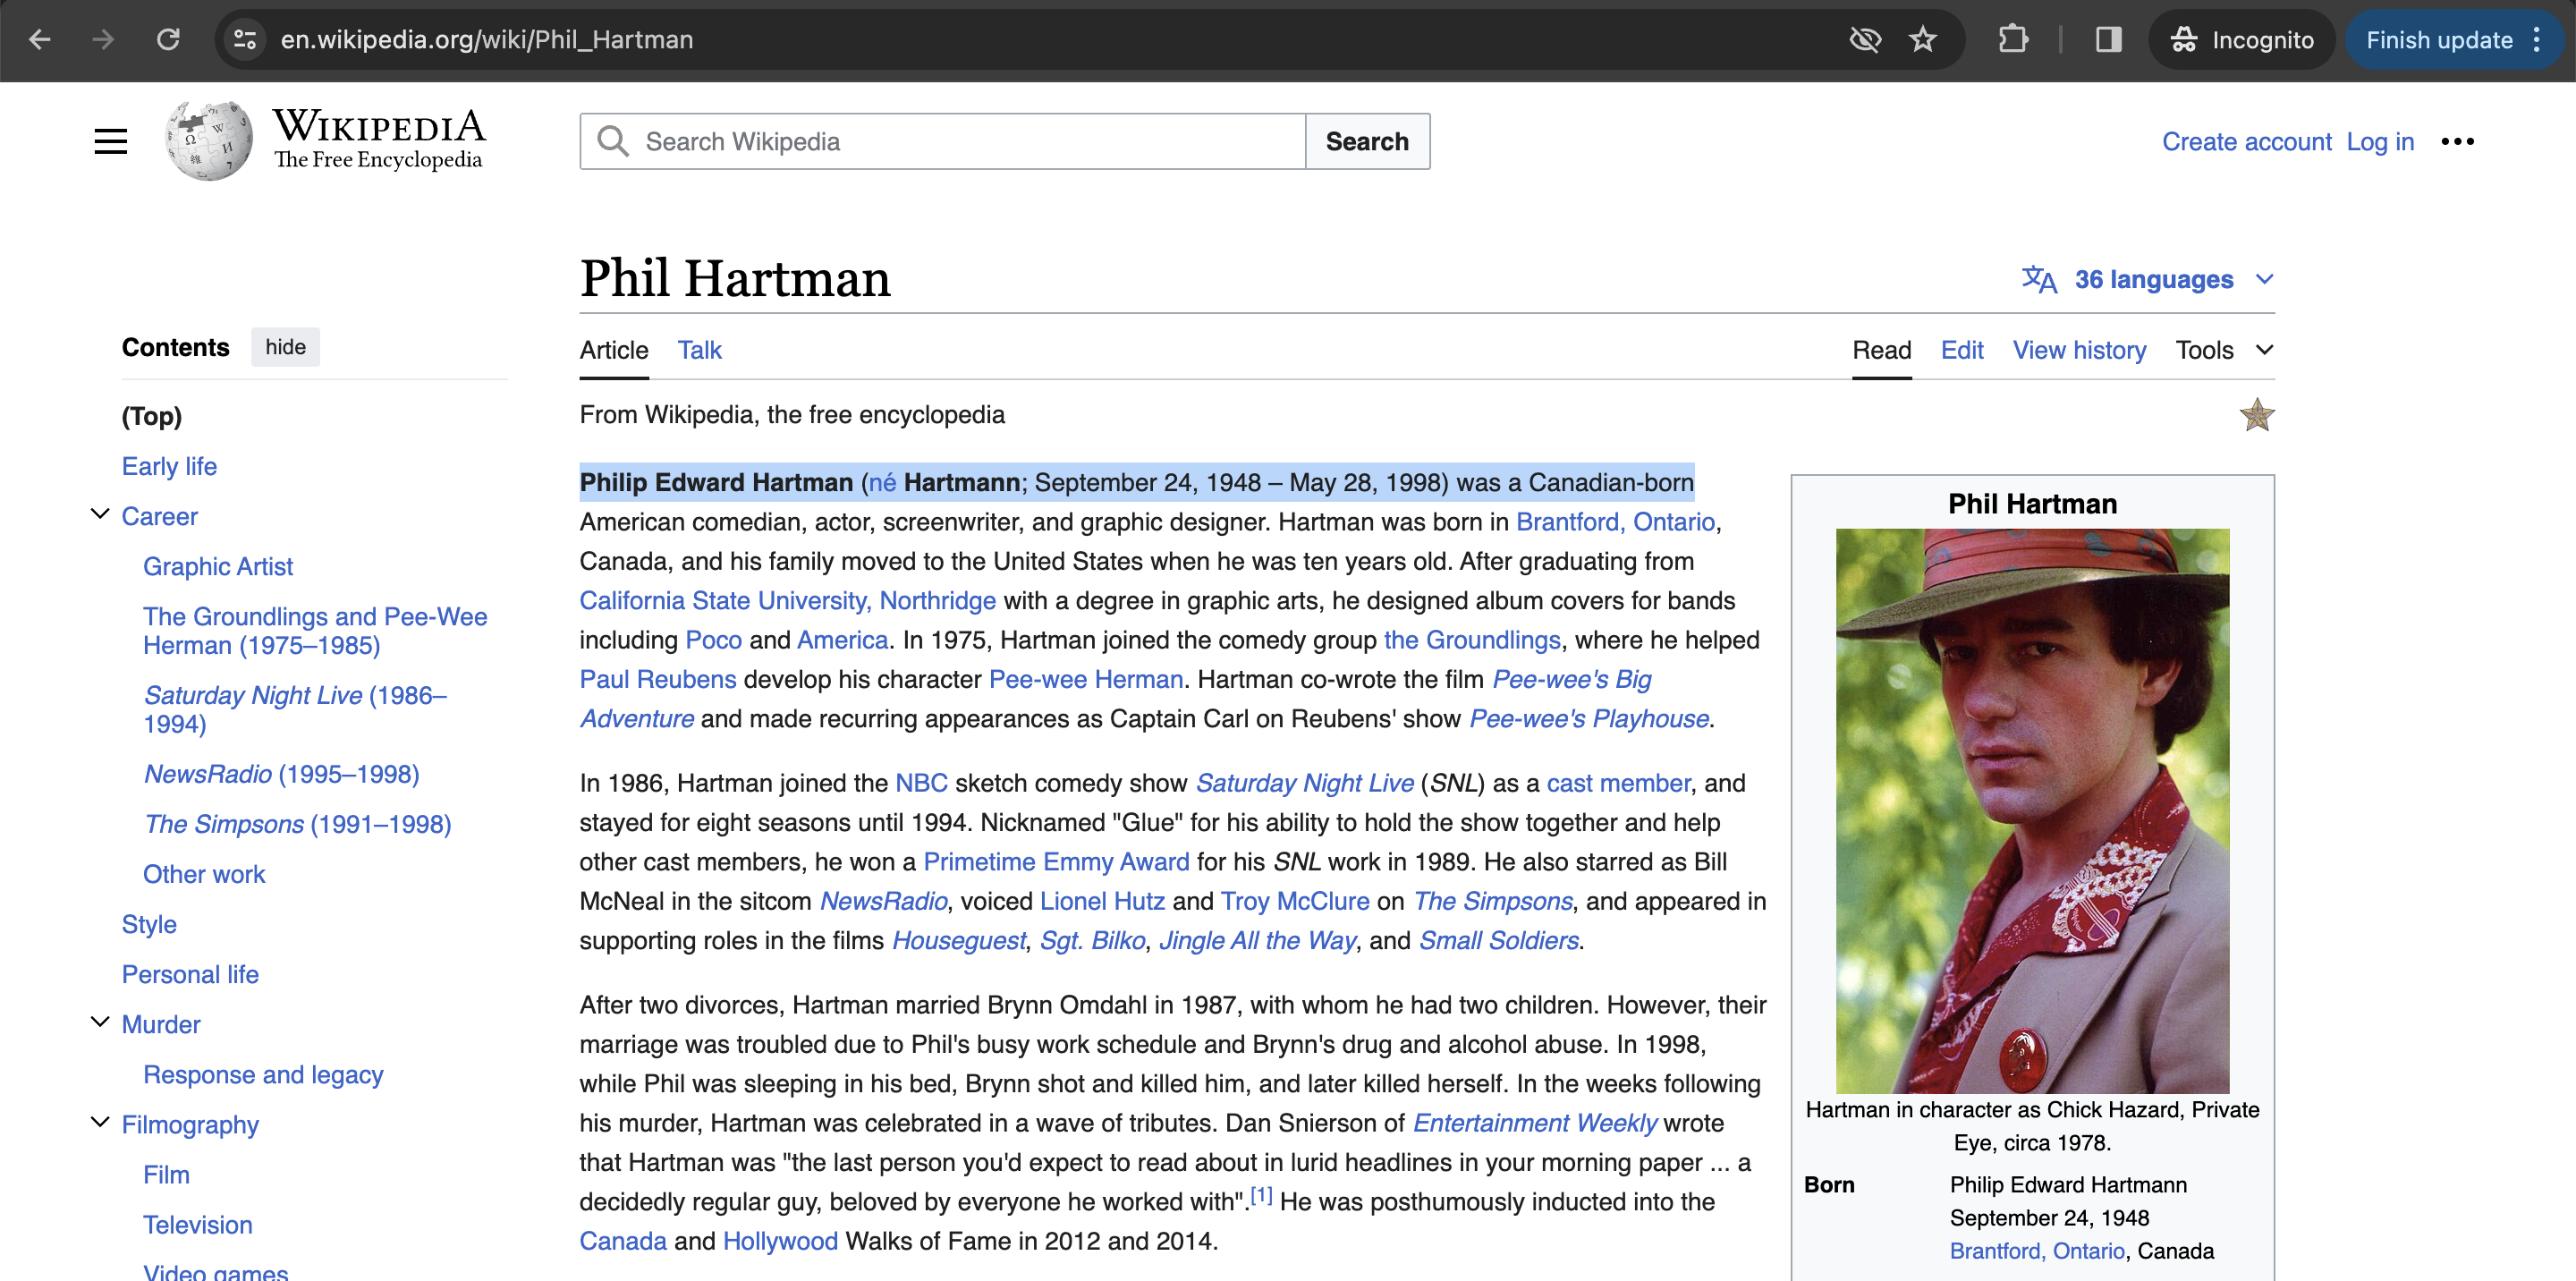 en.wikipedia.org/wiki/Phil_Hartman
Incognito
Finish update
WIKIPEDIA
The Free Encyclopedia
Search Wikipedia
Search
Create account Log in
Phil Hartman
36 languages
Contents hide
Article Talk
Read Edit View history Tools
(Top)
Early life
Career
Graphic Artist
The Groundlings and Pee-Wee
Herman (1975–1985)
Saturday Night Live (1986–
1994)
NewsRadio (1995–1998)
The Simpsons (1991–1998)
Other work
Style
Personal life
Murder
Response and legacy
Filmography
Film
Television
Video games
From Wikipedia, the free encyclopedia
Philip Edward Hartman (né Hartmann; September 24, 1948 – May 28, 1998) was a Canadian-born
American comedian, actor, screenwriter, and graphic designer. Hartman was born in Brantford, Ontario,
Canada, and his family moved to the United States when he was ten years old. After graduating from
California State University, Northridge with a degree in graphic arts, he designed album covers for bands
including Poco and America. In 1975, Hartman joined the comedy group the Groundlings, where he helped
Paul Reubens develop his character Pee-wee Herman. Hartman co-wrote the film Pee-wee's Big
Adventure and made recurring appearances as Captain Carl on Reubens' show Pee-wee's Playhouse.
In 1986, Hartman joined the NBC sketch comedy show Saturday Night Live (SNL) as a cast member, and
stayed for eight seasons until 1994. Nicknamed "Glue" for his ability to hold the show together and help
other cast members, he won a Primetime Emmy Award for his SNL work in 1989. He also starred as Bill
McNeal in the sitcom NewsRadio, voiced Lionel Hutz and Troy McClure on The Simpsons, and appeared in
supporting roles in the films Houseguest, Sgt. Bilko, Jingle All the Way, and Small Soldiers.
After two divorces, Hartman married Brynn Omdahl in 1987, with whom he had two children. However, their
marriage was troubled due to Phil's busy work schedule and Brynn's drug and alcohol abuse. In 1998,
while Phil was sleeping in his bed, Brynn shot and killed him, and later killed herself. In the weeks following
his murder, Hartman was celebrated in a wave of tributes. Dan Snierson of Entertainment Weekly wrote
that Hartman was "the last person you'd expect to read about in lurid headlines in your morning paper ... a
decidedly regular guy, beloved by everyone he worked with".[1] He was posthumously inducted into the
Canada and Hollywood Walks of Fame in 2012 and 2014.
Phil Hartman
Hartman in character as Chick Hazard, Private
Eye, circa 1978.
Born Philip Edward Hartmann
September 24, 1948
Brantford, Ontario, Canada